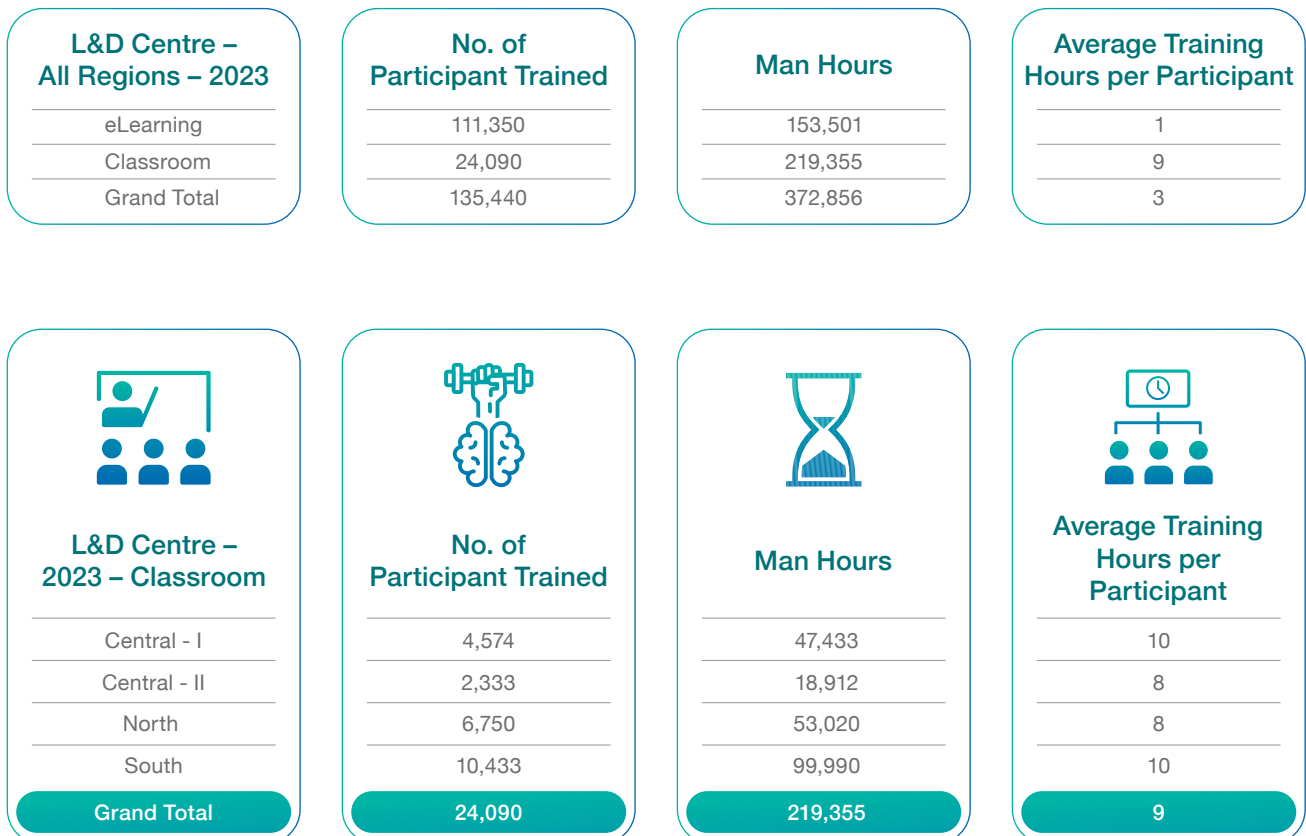 L&D Centre –
All Regions – 2023
No. of
Participant Trained
Man Hours
Average Training
Hours per Participant
eLearning 111,350 153,501 1
Classroom 24,090 219,355 9
Grand Total 135,440 372,856 3
L&D Centre –
2023 – Classroom
No. of
Participant Trained
Man Hours
Average Training
Hours per
Participant
Central - I 4,574 47,433 10
Central - II 2,333 18,912 8
North 6,750 53,020 8
South 10,433 99,990 10
Grand Total 24,090 219,355 9